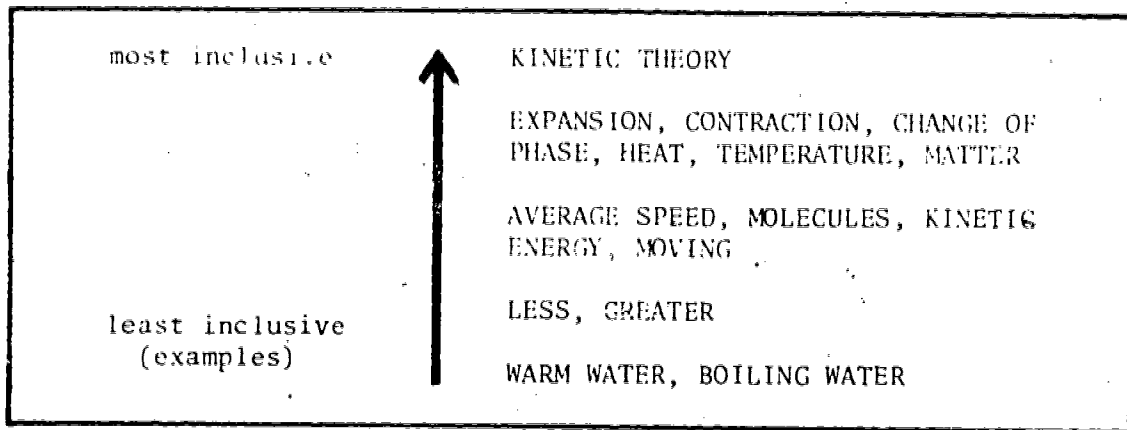 most inclusive
KINETIC THEORY
EXPANSION, CONTRACTION, CHANGE OF
PHASE, HEAT, TEMPERATURE, MATTER
AVERAGE SPEED, MOLECULES, KINETIC
ENERGY, MOVING
LESS, GREATER
least inclusive
(examples)
WARM WATER, BOILING WATER